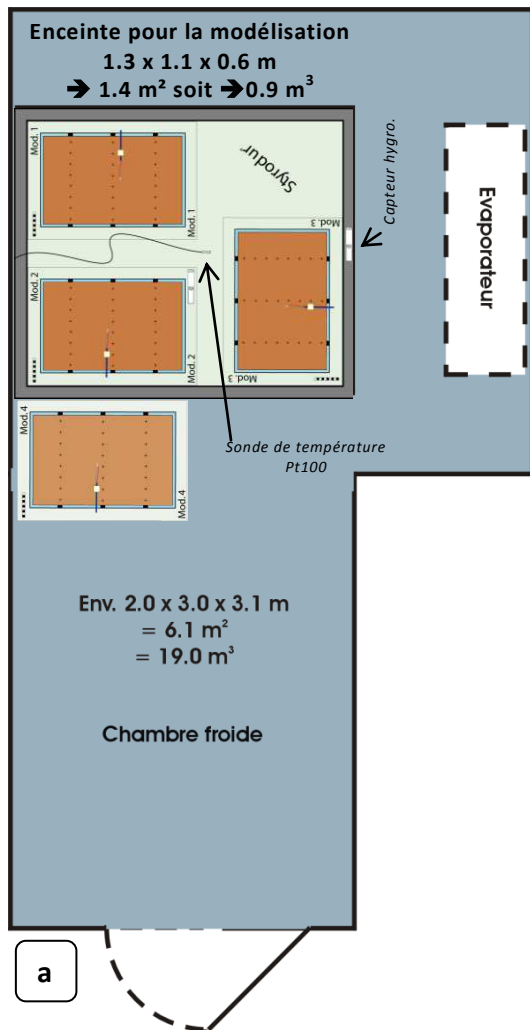 Enceinte pour la modélisation
1.3 x 1.1 x 0.6 m
➔ 1.4 m² soit ➔0.9 m³
Mod. 1
Mod. 1
Styrodur
Capteur hygro.
Evaporateur
Mod. 3
Mod. 2
Mod. 2
Mod. 3
Sonde de température
Pt100
Mod.4
Mod.4
Env. 2.0 x 3.0 x 3.1 m
= 6.1 m²
= 19.0 m³
Chambre froide
a